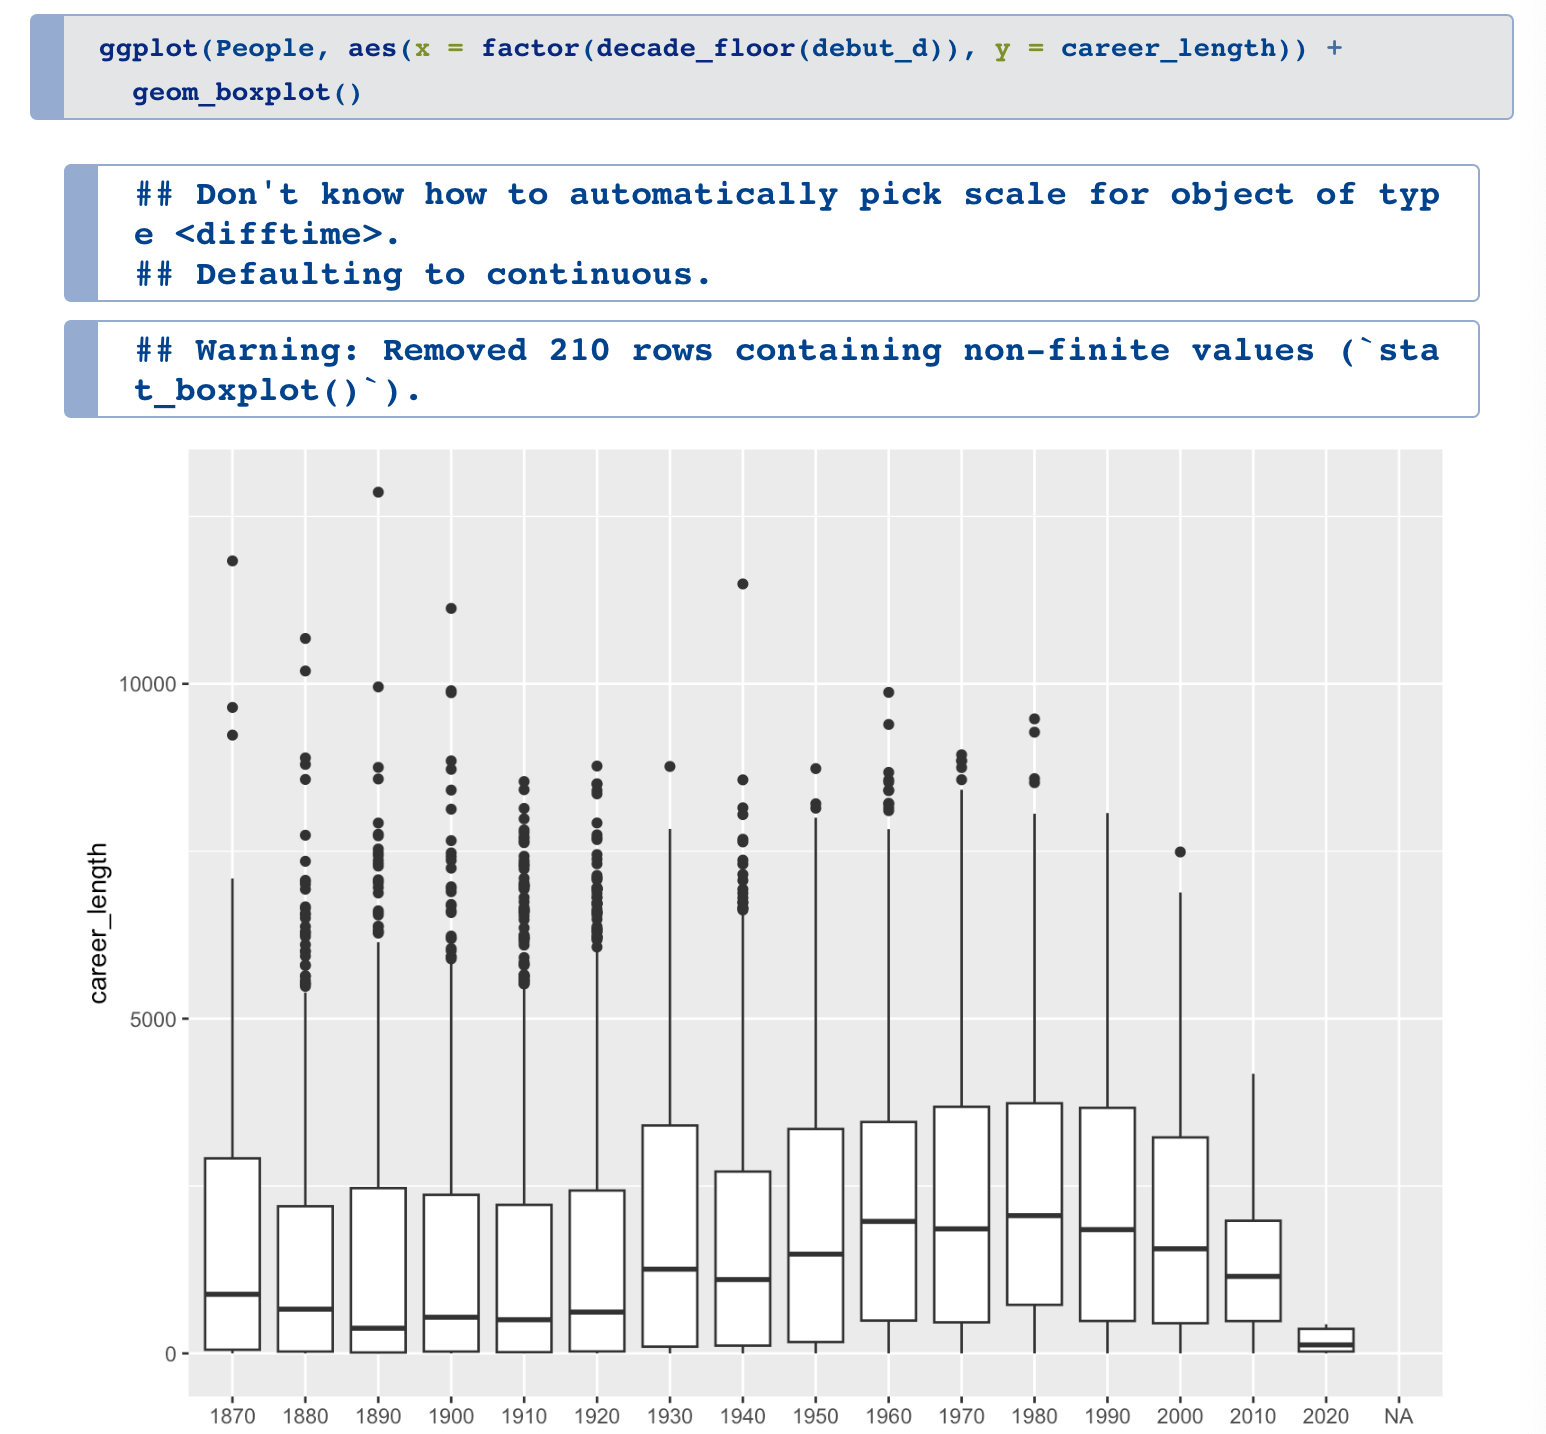 ggplot(People, aes(x = factor(decade_floor(debut_d)), y = career_length)) +
  geom_boxplot()
## Don't know how to automatically pick scale for object of typ
e <difftime>.
## Defaulting to continuous.
## Warning: Removed 210 rows containing non-finite values (`sta
t_boxplot()`).
10000
5000
0
career_length
1870 1880 1890 1900 1910 1920 1930 1940 1950 1960 1970 1980 1990 2000 2010 2020 NA